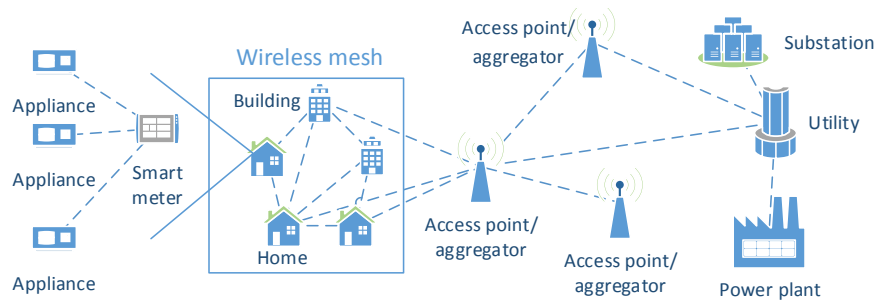 Appliance
Appliance
Appliance
Smart
meter
Wireless mesh
Building
Home
Access point/
aggregator
Access point/
aggregator
Access point/
aggregator
Substation
Utility
Power plant